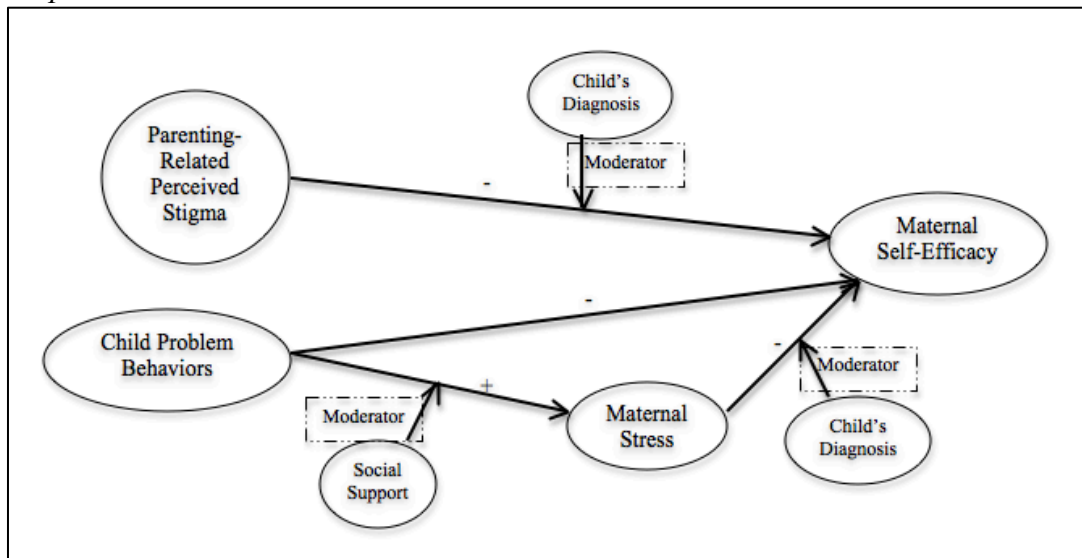 Child's
Diagnosis
Parenting-
Related
Perceived
Stigma
Moderator
-
Maternal
Self-Efficacy
-
Child Problem
Behaviors
-
Moderator
+
Moderator
Maternal
Stress
Child's
Diagnosis
Social
Support